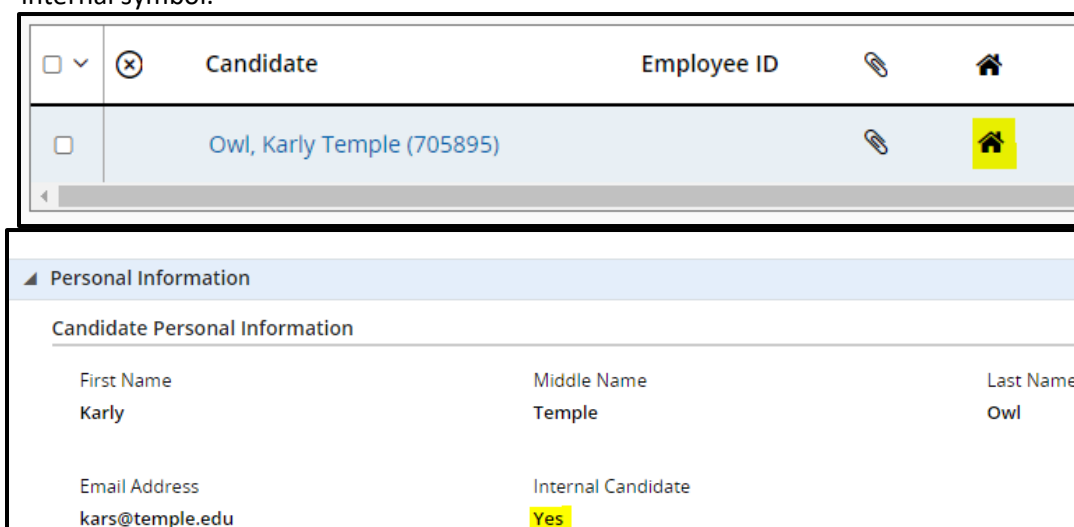 internal symbol.
Candidate Employee ID
Owl, Karly Temple (705895)
Personal Information
Candidate Personal Information
First Name Middle Name Last Name
Karly Temple Owl
Email Address Internal Candidate
kars@temple.edu Yes